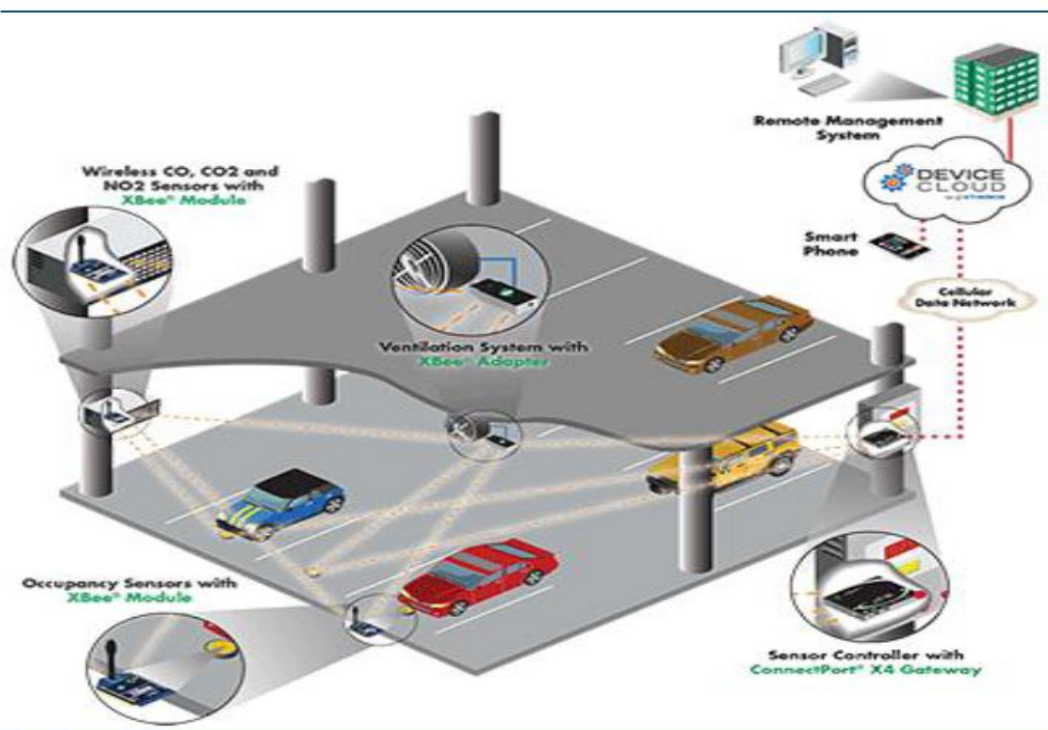 Remote Management
System
Wireless CO, CO2 and
NO2 Sensors with
XBee® Module
DEVICE
CLOUD
Smart
Phone
Cellular
Data Network
Ventilation System with
XBee® Adapter
Occupancy Sensors with
XBee® Module
Sensor Controller with
ConnectPort® X4 Gateway